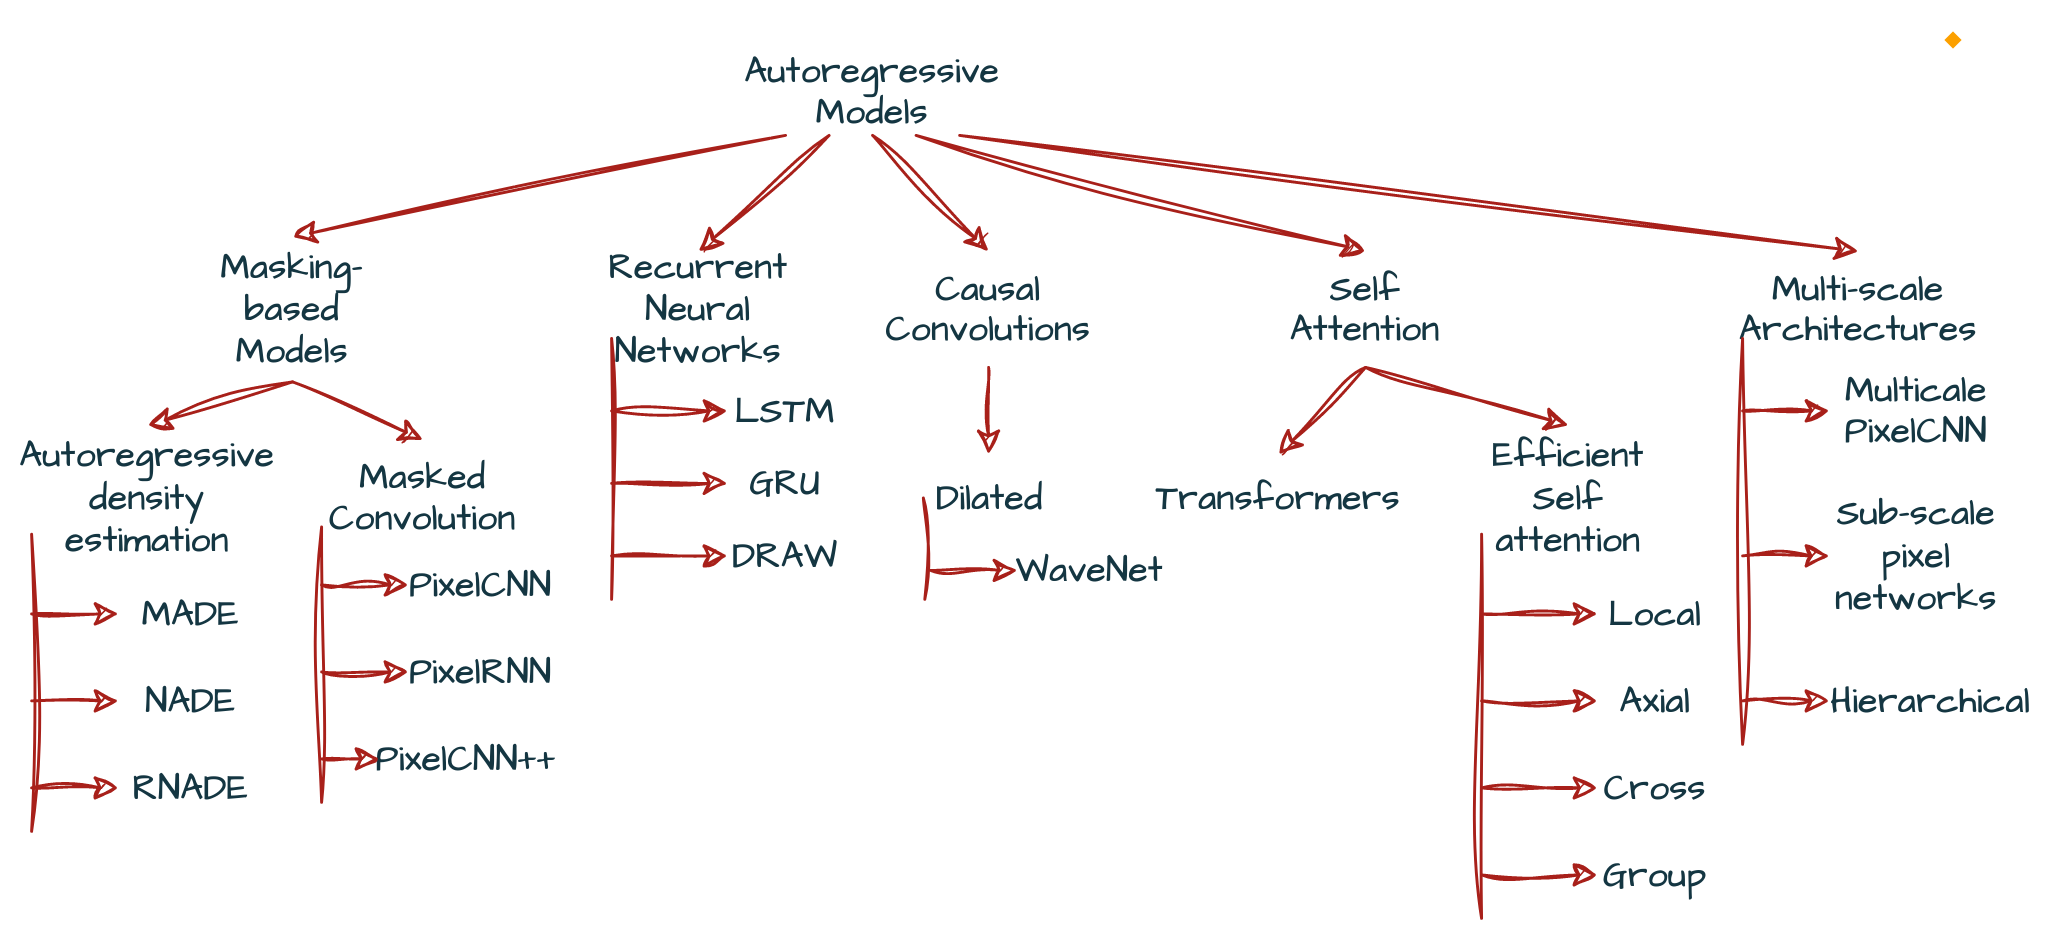 Autoregressive
Models
Masking-
based
Models
Recurrent
Neural
Networks
Causal
Convolutions
Self
Attention
Multi-scale
Architectures
Autoregressive
density
estimation
MADE
NADE
RNADE
Masked
Convolution
PixelCNN
PixelRNN
PixelCNN++
LSTM
GRU
DRAW
Dilated
WaveNet
Transformers
Efficient
Self
attention
Local
Axial
Cross
Group
Multicale
PixelCNN
Sub-scale
pixel
networks
Hierarchical